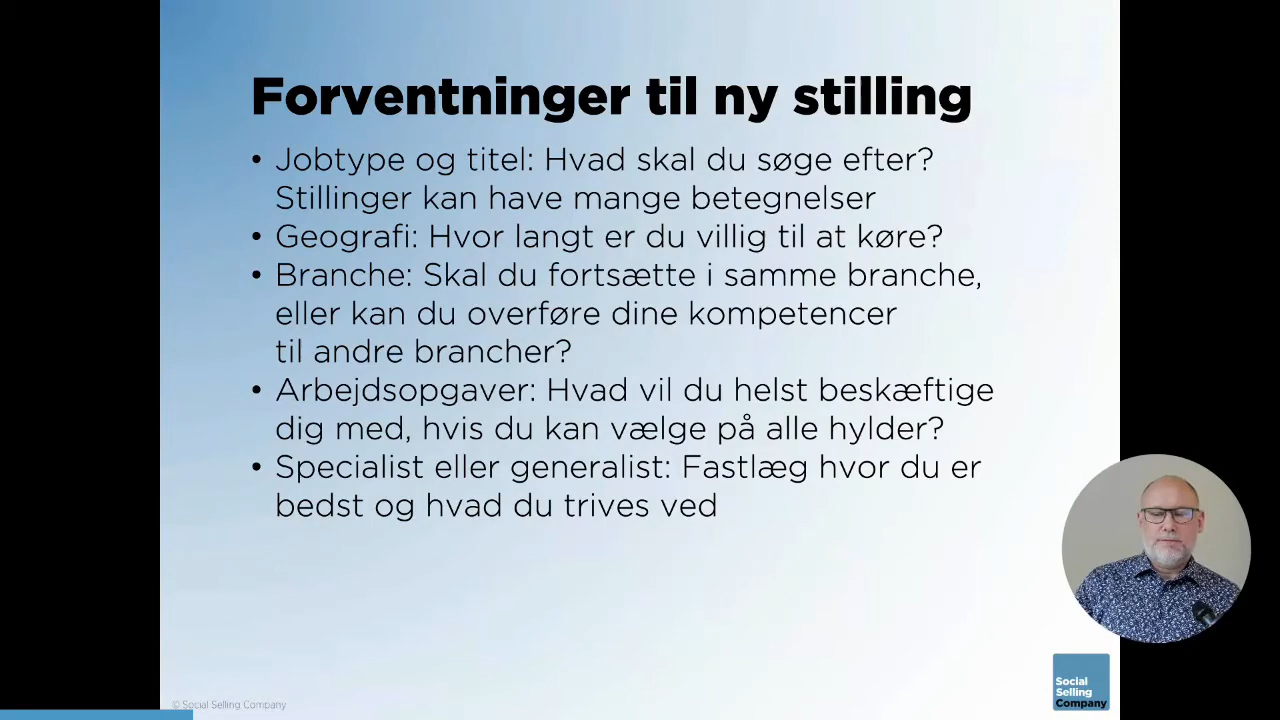 Forventninger til ny stilling
• Jobtype og titel: Hvad skal du søge efter?
Stillinger kan have mange betegnelser
• Geografi: Hvor langt er du villig til at køre?
• Branche: Skal du fortsætte i samme branche,
eller kan du overføre dine kompetencer
til andre brancher?
• Arbejdsopgaver: Hvad vil du helst beskæftige
dig med, hvis du kan vælge på alle hylder?
• Specialist eller generalist: Fastlæg hvor du er
bedst og hvad du trives ved
Social
Selling
Company
© Social Selling Company